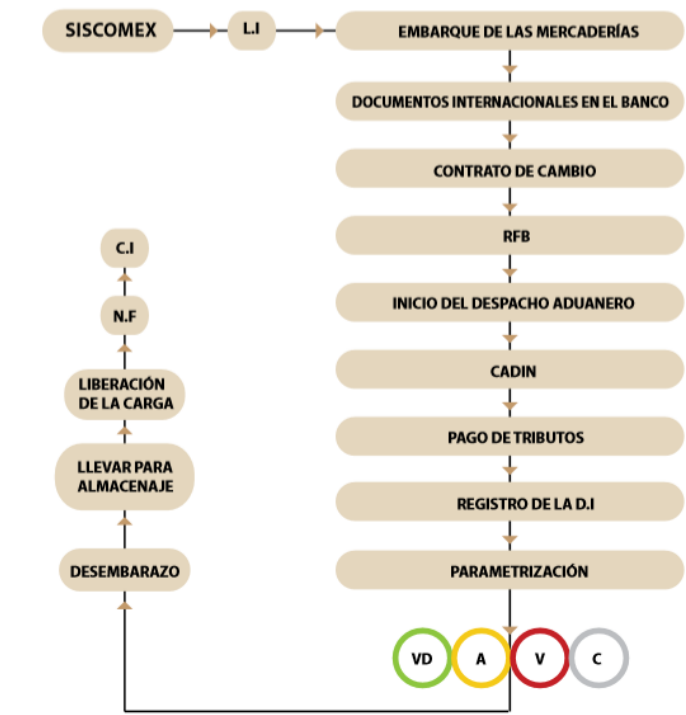 SISCOMEX
L.I
EMBARQUE DE LAS MERCADERÍAS
DOCUMENTOS INTERNACIONALES EN EL BANCO
CONTRATO DE CAMBIO
RFB
INICIO DEL DESPACHO ADUANERO
CADIN
PAGO DE TRIBUTOS
REGISTRO DE LA D.I
PARAMETRIZACIÓN
VD
A
V
C
DESEMBARAZO
LLEVAR PARA
ALMACENAJE
LIBERACIÓN
DE LA CARGA
N.F
C.I